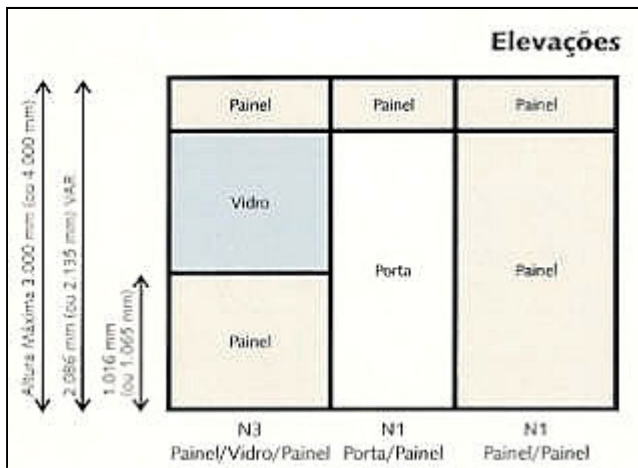 Elevações
Painel
Painel
Painel
Vidro
Porta
Painel
Painel
Altura Máxima 3.000 mm (ou 4.000 mm)
2.086 mm (ou 2.135 mm) VAR.
1.016 mm
(ou 1.065 mm)
N3
Painel/Vidro/Painel
N1
Porta/Painel
N1
Painel/Painel